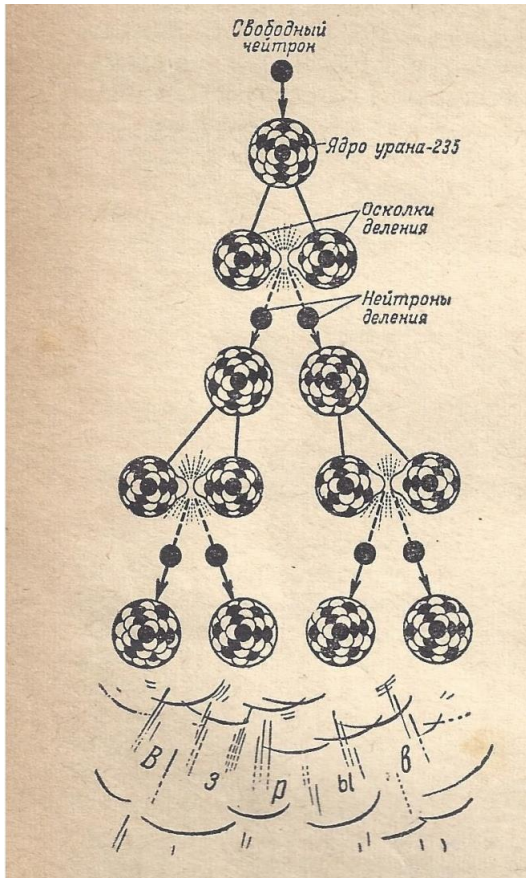 Свободный
нейтрон
Ядро урана-235
Осколки
деления
Нейтроны
деления
В з р ы в